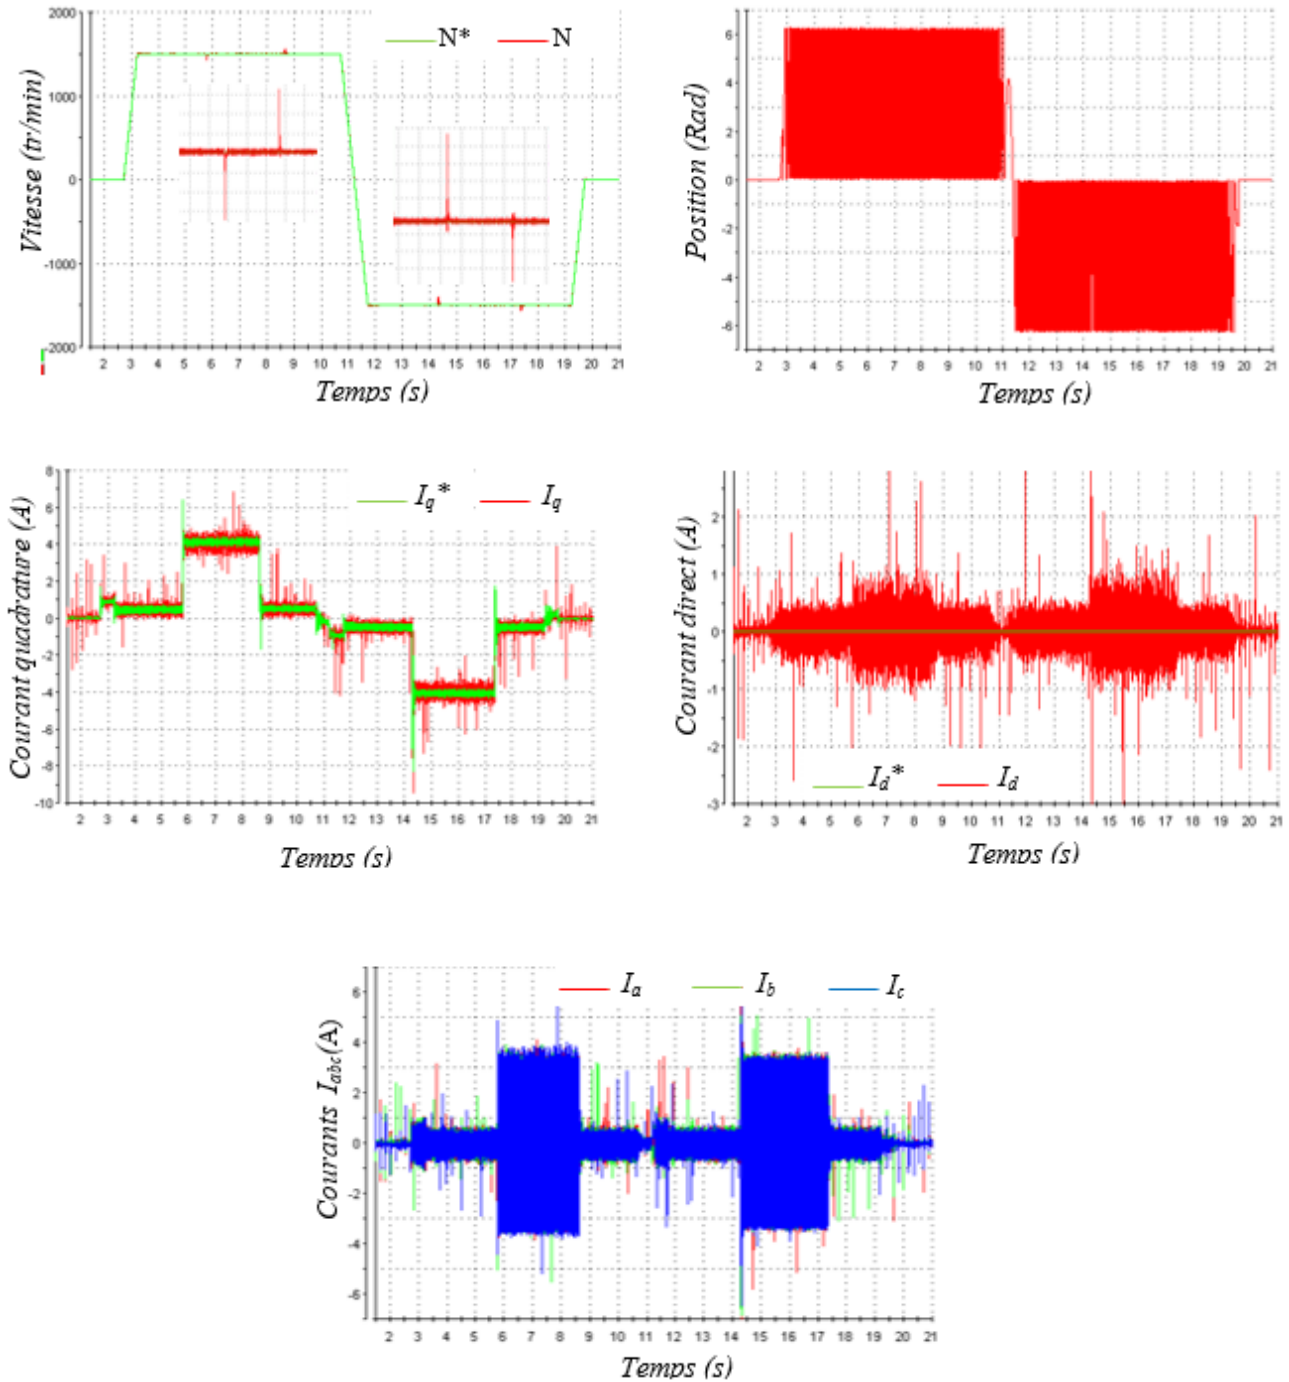 2000
1000
0
-1000
-2000
Vitesse (tr/min)
N* N
2 3 4 5 6 7 8 9 10 11 12 13 14 15 16 17 18 19 20 21
Temps (s)
6
4
2
0
-2
-4
-6
Position (Rad)
2 3 4 5 6 7 8 9 10 11 12 13 14 15 16 17 18 19 20 21
Temps (s)
8
6
4
2
0
-2
-4
-6
-8
-10
Courant quadrature (A)
Iq* Iq
2 3 4 5 6 7 8 9 10 11 12 13 14 15 16 17 18 19 20 21
Temps (s)
2
1
0
-1
-2
-3
Courant direct (A)
Id* Id
2 3 4 5 6 7 8 9 10 11 12 13 14 15 16 17 18 19 20 21
Temps (s)
6
4
2
0
-2
-4
-6
Courants Iabc(A)
Ia Ib Ic
2 3 4 5 6 7 8 9 10 11 12 13 14 15 16 17 18 19 20 21
Temps (s)